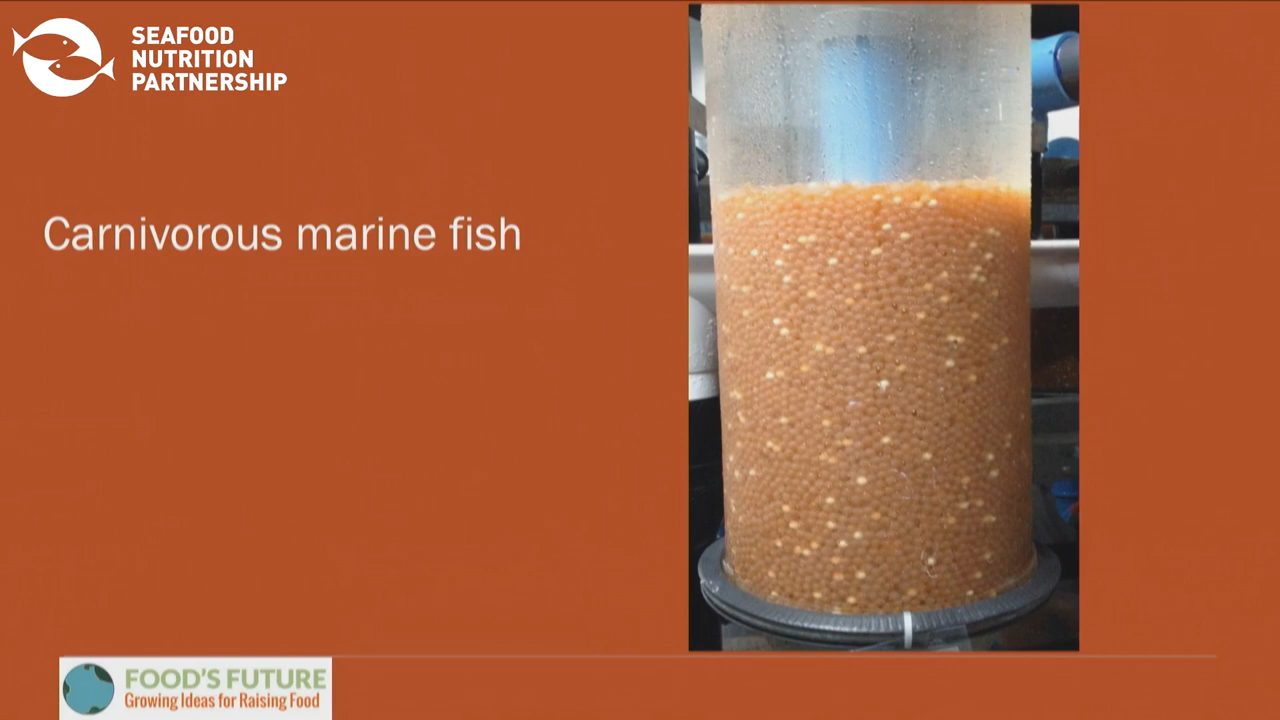 SEAFOOD
NUTRITION
PARTNERSHIP
Carnivorous marine fish
FOOD'S FUTURE
Growing Ideas for Raising Food